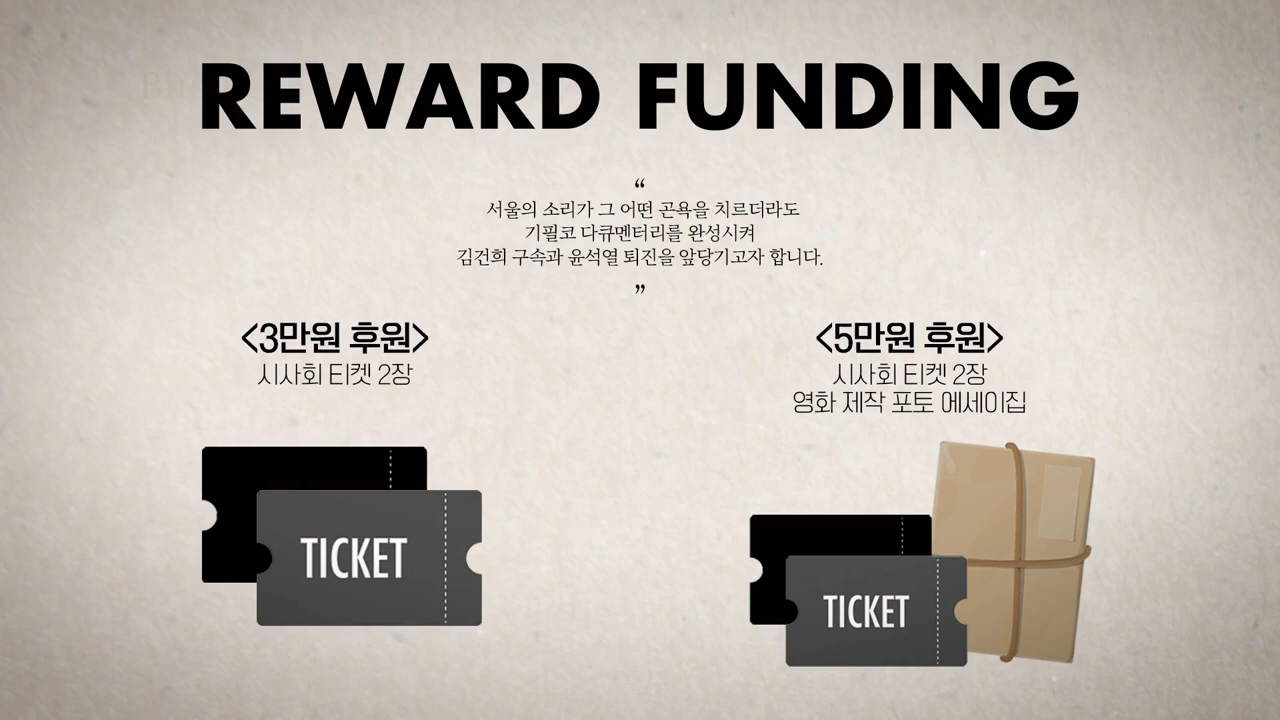 REWARD FUNDING
“
서울의 소리가 그 어떤 곤욕을 치르더라도
기필코 다큐멘터리를 완성시켜
김건희 구속과 윤석열 퇴진을 앞당기고자 합니다.
”
<3만원 후원>
시사회 티켓 2장
<5만원 후원>
시사회 티켓 2장
영화 제작 포토 에세이집
TICKET
TICKET